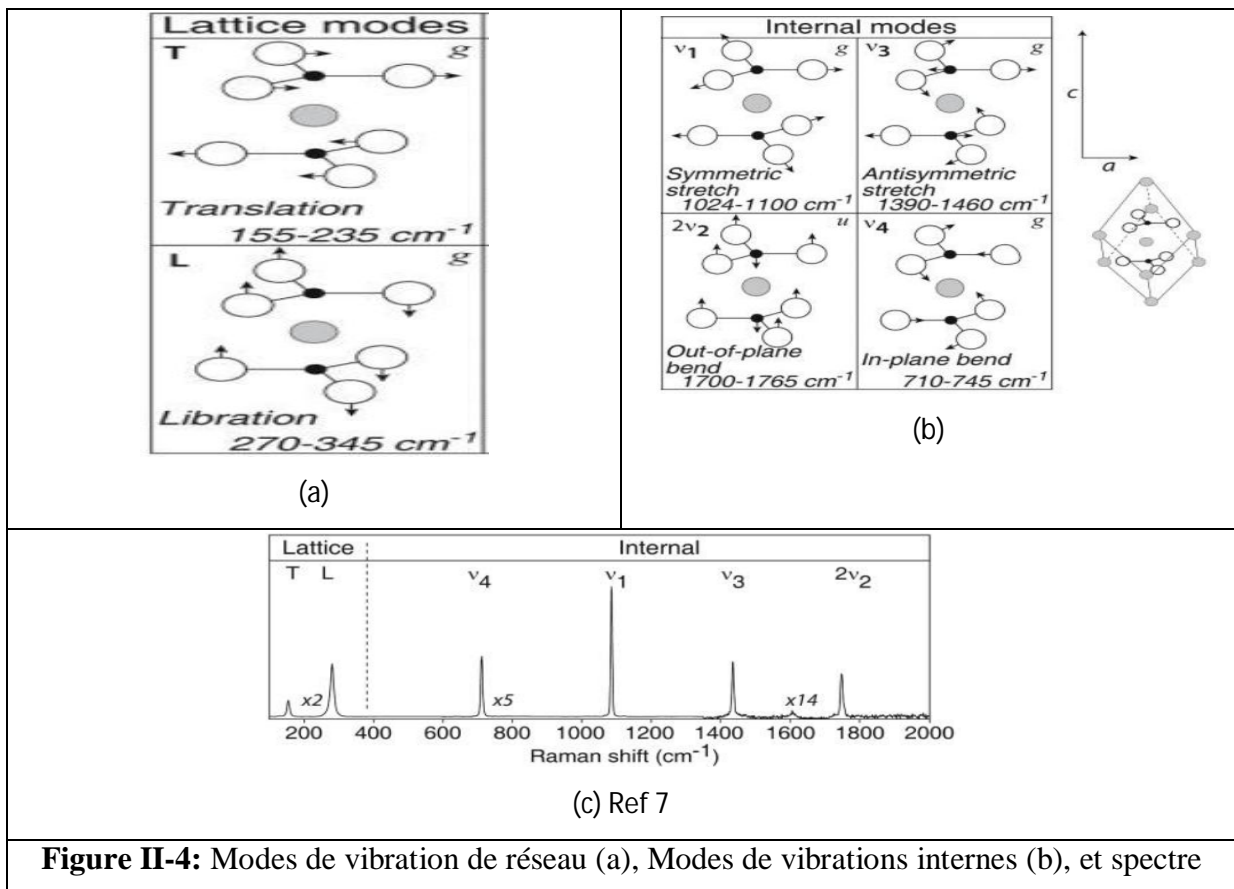 Lattice modes
T g
Translation
155-235 cm-1
L g
Libration
270-345 cm-1
(a)
Internal modes
ν1 g
Symmetric
stretch
1024-1100 cm-1
ν3 g
Antisymmetric
stretch
1390-1460 cm-1
2ν2 u
Out-of-plane
bend
1700-1765 cm-1
ν4 g
In-plane bend
710-745 cm-1
c
a
(b)
Lattice Internal
T L ν4 ν1 ν3 2ν2
x2 x5 x14
200 400 600 800 1000 1200 1400 1600 1800 2000
Raman shift (cm-1)
(c) Ref 7
Figure II-4: Modes de vibration de réseau (a), Modes de vibrations internes (b), et spectre